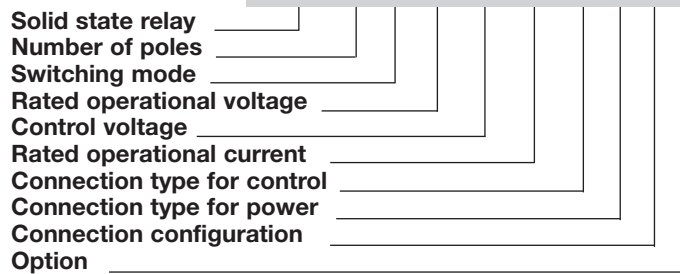 Solid state relay
Number of poles
Switching mode
Rated operational voltage
Control voltage
Rated operational current
Connection type for control
Connection type for power
Connection configuration
Option